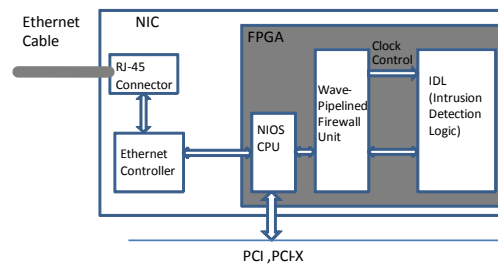 Ethernet
Cable
NIC
FPGA
RJ-45
Connector
Ethernet
Controller
NIOS
CPU
Wave-
Pipelined
Firewall
Unit
Clock
Control
IDL
(Intrusion
Detection
Logic)
PCI ,PCI-X